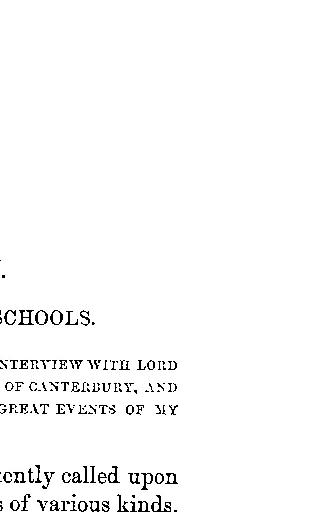 .
SCHOOLS.
NTERVIEW WITH LORD
OF CANTERBURY, AND
GREAT EVENTS OF MY
ently called upon
s of various kinds.